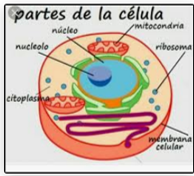 partes de la célula
mitocondria
núcleo
nucleolo
ribosoma
citoplasma
membrana
celular